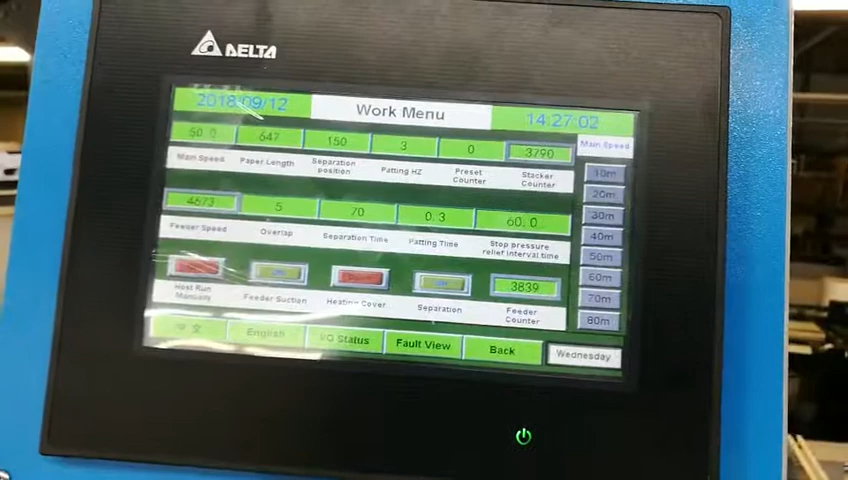 DELTA
2018/09/12 Work Menu 14:27:02
50.0 647 150 3 0 3790 Main Speed
Main Speed Paper Length Separation position Patting HZ Preset Counter Stacker Counter
10m
20m
4673 5 70 0.3 60.0 30m
Feeder Speed Overlap Separation Time Patting Time Stop pressure relief interval time
40m
50m
3839 60m
Host Run Manually Feeder Suction Heating Cover Separation Feeder Counter
70m
80m
中 文 English I/O Status Fault View Back Wednesday